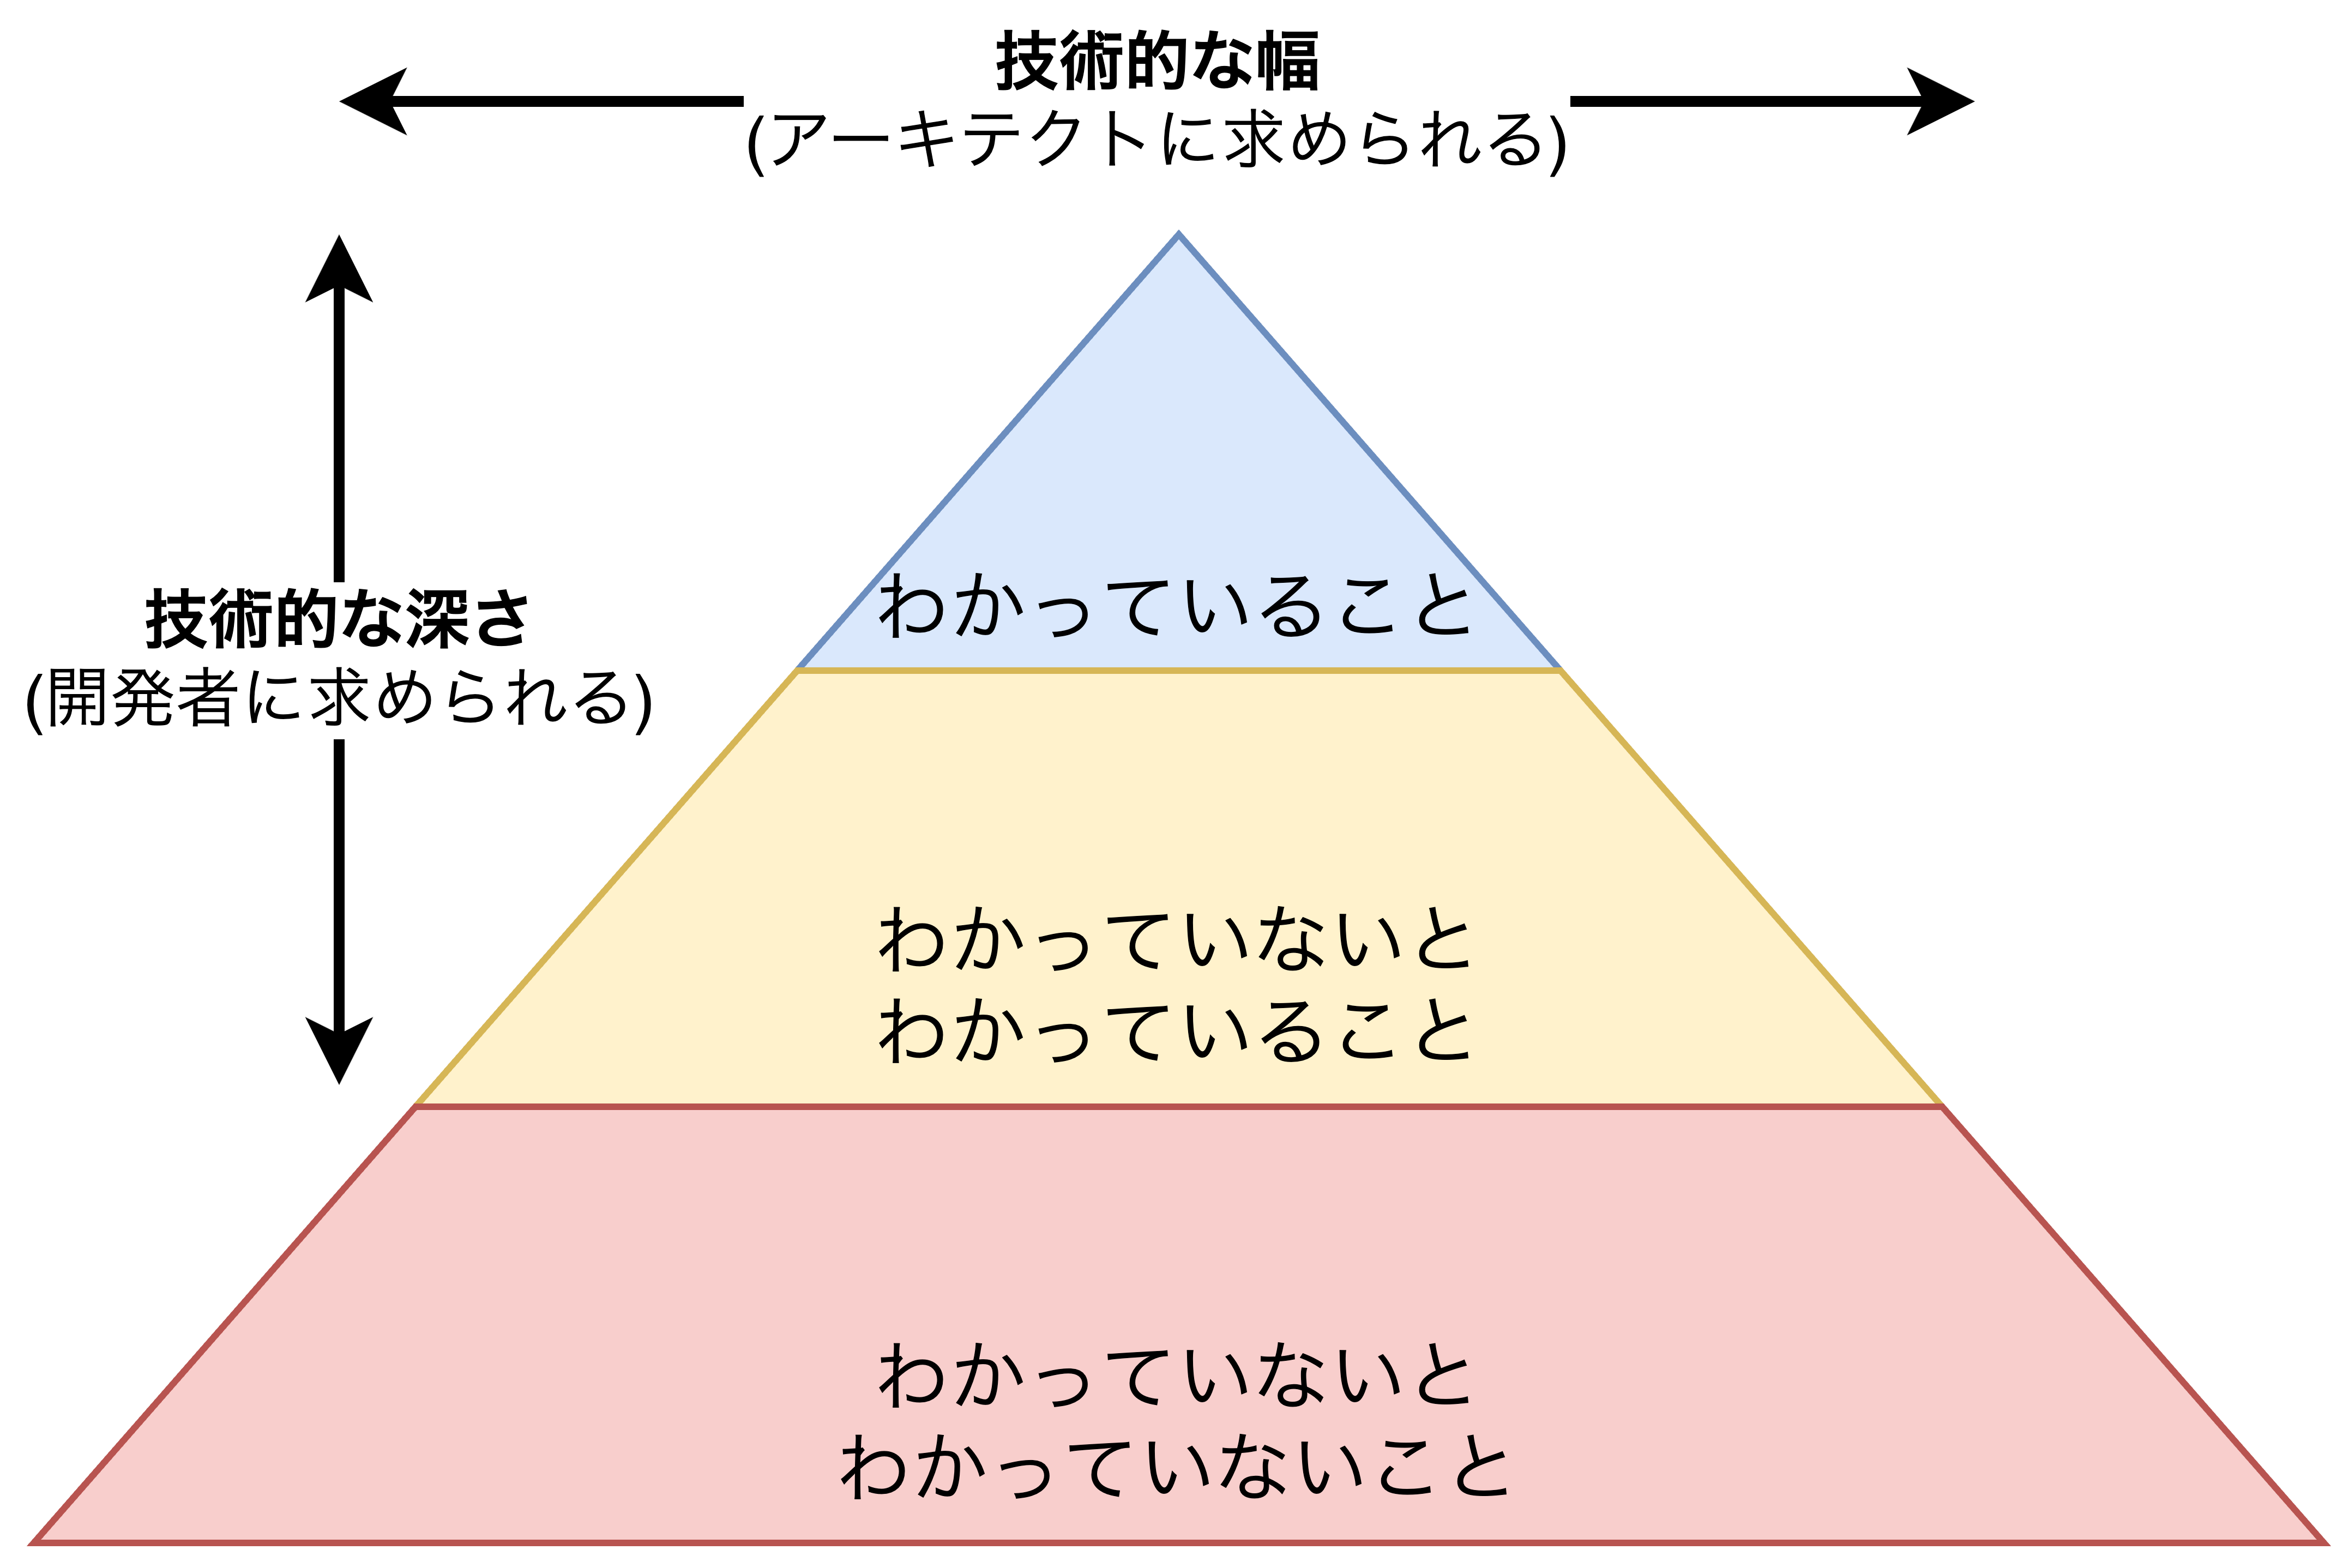 技術的な幅
(アーキテクトに求められる)
技術的な深さ
(開発者に求められる)
わかっていること
わかっていないと
わかっていること
わかっていないと
わかっていないこと